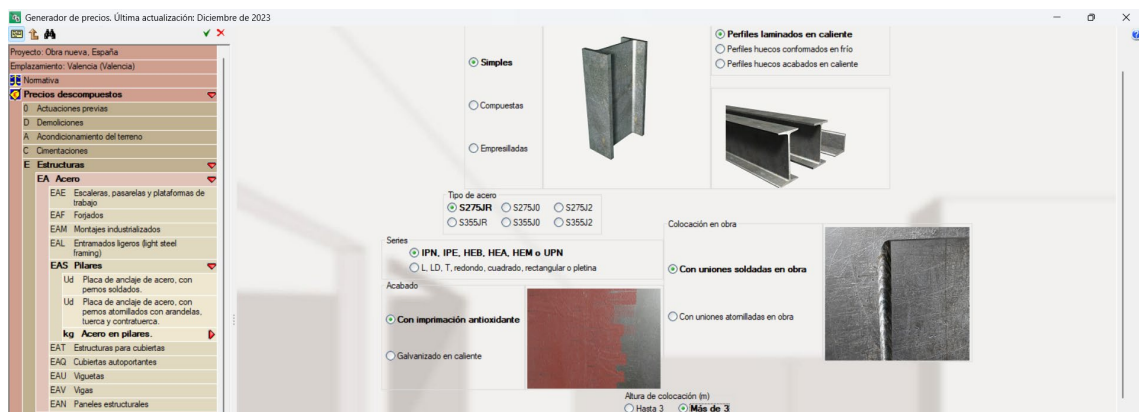 Generador de precios. Última actualización: Diciembre de 2023
Proyecto: Obra nueva, España
Emplazamiento: Valencia (Valencia)
Normativa
Precios descompuestos
0 Actuaciones previas
D Demoliciones
A Acondicionamiento del terreno
C Cimentaciones
E Estructuras
EA Acero
EAE Escaleras, pasarelas y plataformas de
trabajo
EAF Forjados
EAM Montajes industrializados
EAL Entramados ligeros (light steel
framing)
EAS Pilares
Ud Placa de anclaje de acero, con
pernos soldados.
Ud Placa de anclaje de acero, con
pernos atornillados con arandelas,
tuerca y contratuerca.
kg Acero en pilares.
EAT Estructuras para cubiertas
EAQ Cubiertas autoportantes
EAU Viguetas
EAV Vigas
EAN Paneles estructurales
Simples
Compuestas
Empresilladas
Perfiles laminados en caliente
Perfiles huecos conformados en frío
Perfiles huecos acabados en caliente
Tipo de acero
S275JR S275J0 S275J2
S355JR S355J0 S355J2
Series
IPN, IPE, HEB, HEA, HEM o UPN
L, LD, T, redondo, cuadrado, rectangular o pletina
Acabado
Con imprimación antioxidante
Galvanizado en caliente
Colocación en obra
Con uniones soldadas en obra
Con uniones atornilladas en obra
Altura de colocación (m)
Hasta 3 Más de 3